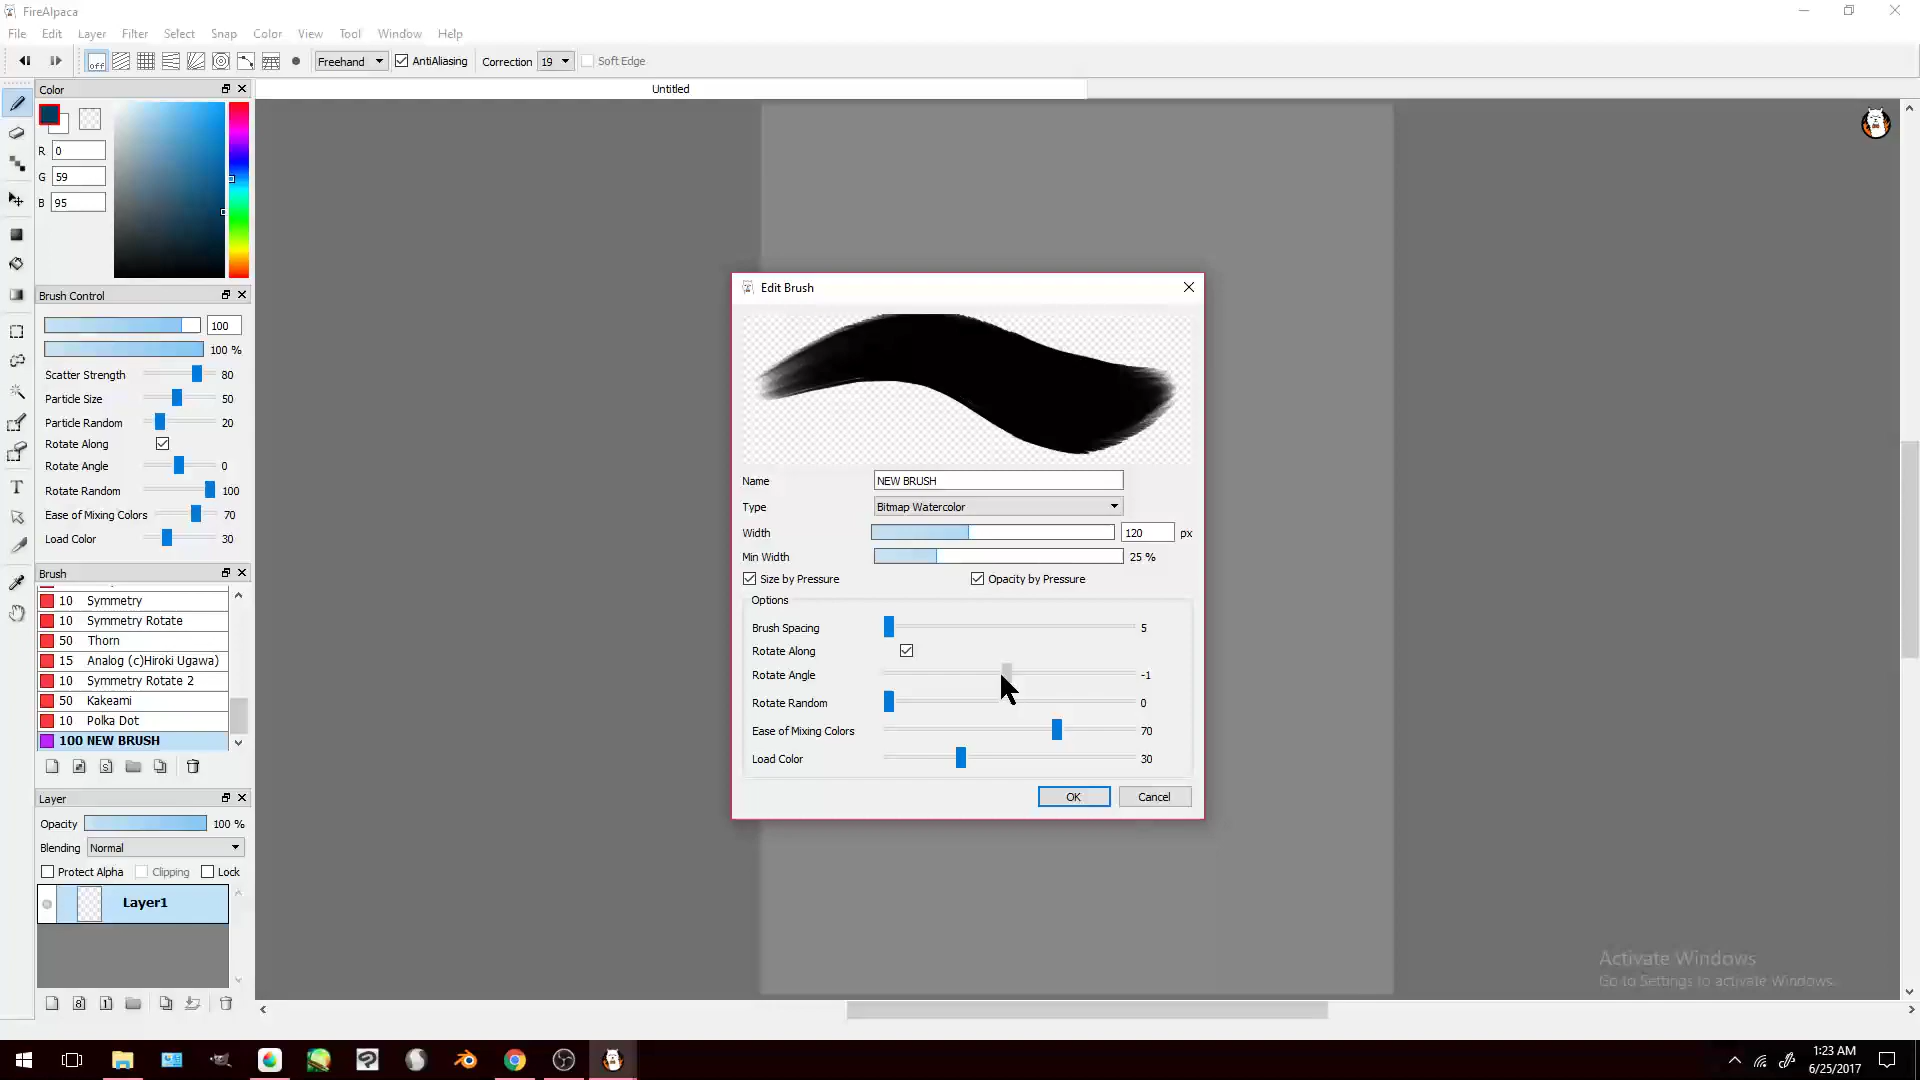 FireAlpaca
File Edit Layer Filter Select Snap Color View Tool Window Help
off Freehand AntiAliasing Correction 19 Soft Edge
Untitled
Color
R 0
G 59
B 95
Brush Control
100
100 %
Scatter Strength 80
Particle Size 50
Particle Random 20
Rotate Along
Rotate Angle 0
Rotate Random 100
Ease of Mixing Colors 70
Load Color 30
Brush
10 Symmetry
10 Symmetry Rotate
50 Thorn
15 Analog (c)Hiroki Ugawa)
10 Symmetry Rotate 2
50 Kakeami
10 Polka Dot
100 NEW BRUSH
Layer
Opacity 100 %
Blending Normal
Protect Alpha Clipping Lock
Layer1
Edit Brush
Name NEW BRUSH
Type Bitmap Watercolor
Width 120 px
Min Width 25 %
Size by Pressure Opacity by Pressure
Options
Brush Spacing 5
Rotate Along
Rotate Angle -1
Rotate Random 0
Ease of Mixing Colors 70
Load Color 30
OK Cancel
Activate Windows
Go to Settings to activate Windows.
1:23 AM
6/25/2017